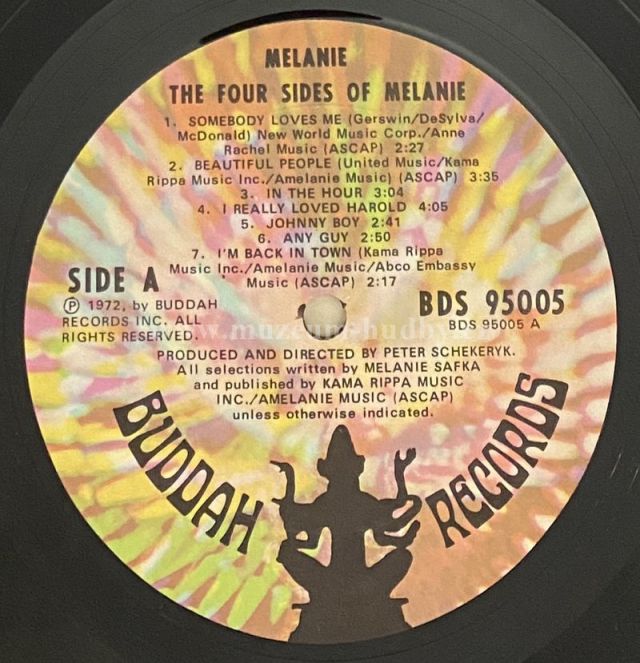 MELANIE
THE FOUR SIDES OF MELANIE
1. SOMEBODY LOVES ME (Gerswin/DeSylva/
McDonald) New World Music Corp./Anne
Rachel Music (ASCAP) 2:27
2. BEAUTIFUL PEOPLE (United Music/Kama
Rippa Music Inc./Amelanie Music) (ASCAP) 3:35
3. IN THE HOUR 3:04
4. I REALLY LOVED HAROLD 4:05
5. JOHNNY BOY 2:41
6. ANY GUY 2:50
7. I'M BACK IN TOWN (Kama Rippa
Music Inc./Amelanie Music/Abco Embassy
Music (ASCAP) 2:17
SIDE A
Ⓟ 1972, by BUDDAH
RECORDS INC. ALL
RIGHTS RESERVED.
BDS 95005
BDS 95005 A
PRODUCED AND DIRECTED BY PETER SCHEKERYK.
All selections written by MELANIE SAFKA
and published by KAMA RIPPA MUSIC
INC./AMELANIE MUSIC (ASCAP)
unless otherwise indicated.
BUDDAH RECORDS